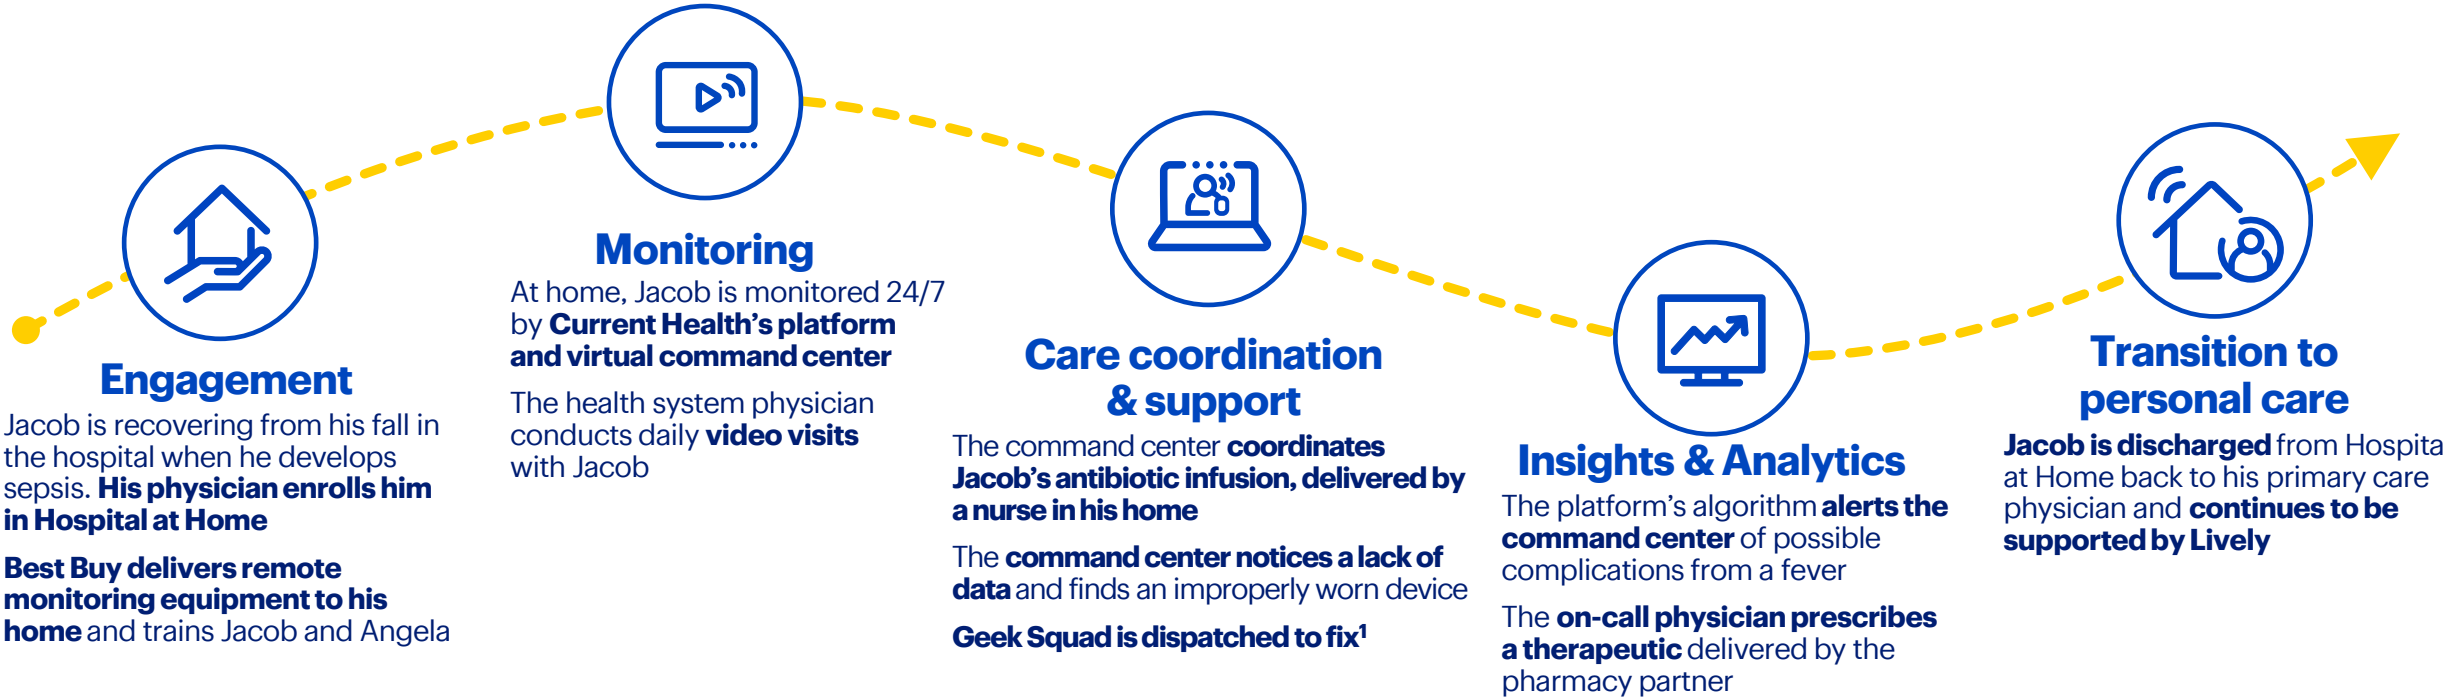 Engagement
Jacob is recovering from his fall in
the hospital when he develops
sepsis. His physician enrolls him
in Hospital at Home
Best Buy delivers remote
monitoring equipment to his
home and trains Jacob and Angela
Monitoring
At home, Jacob is monitored 24/7
by Current Health's platform
and virtual command center
The health system physician
conducts daily video visits
with Jacob
Care coordination
& support
The command center coordinates
Jacob's antibiotic infusion, delivered by
a nurse in his home
The command center notices a lack of
data and finds an improperly worn device
Geek Squad is dispatched to fix¹
Insights & Analytics
The platform's algorithm alerts the
command center of possible
complications from a fever
The on-call physician prescribes
a therapeutic delivered by the
pharmacy partner
Transition to
personal care
Jacob is discharged from Hospita
at Home back to his primary care
physician and continues to be
supported by Lively